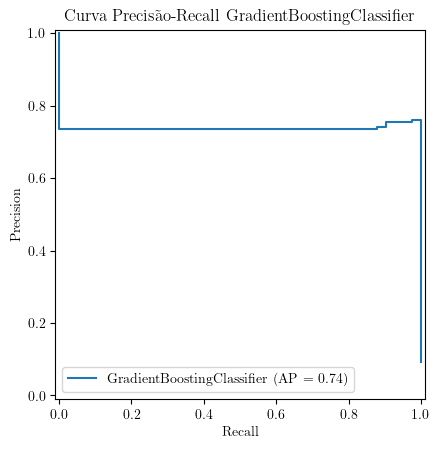 Curva Precisão-Recall GradientBoostingClassifier
1.0
0.8
0.6
0.4
0.2
0.0
Precision
GradientBoostingClassifier (AP = 0.74)
0.0 0.2 0.4 0.6 0.8 1.0
Recall